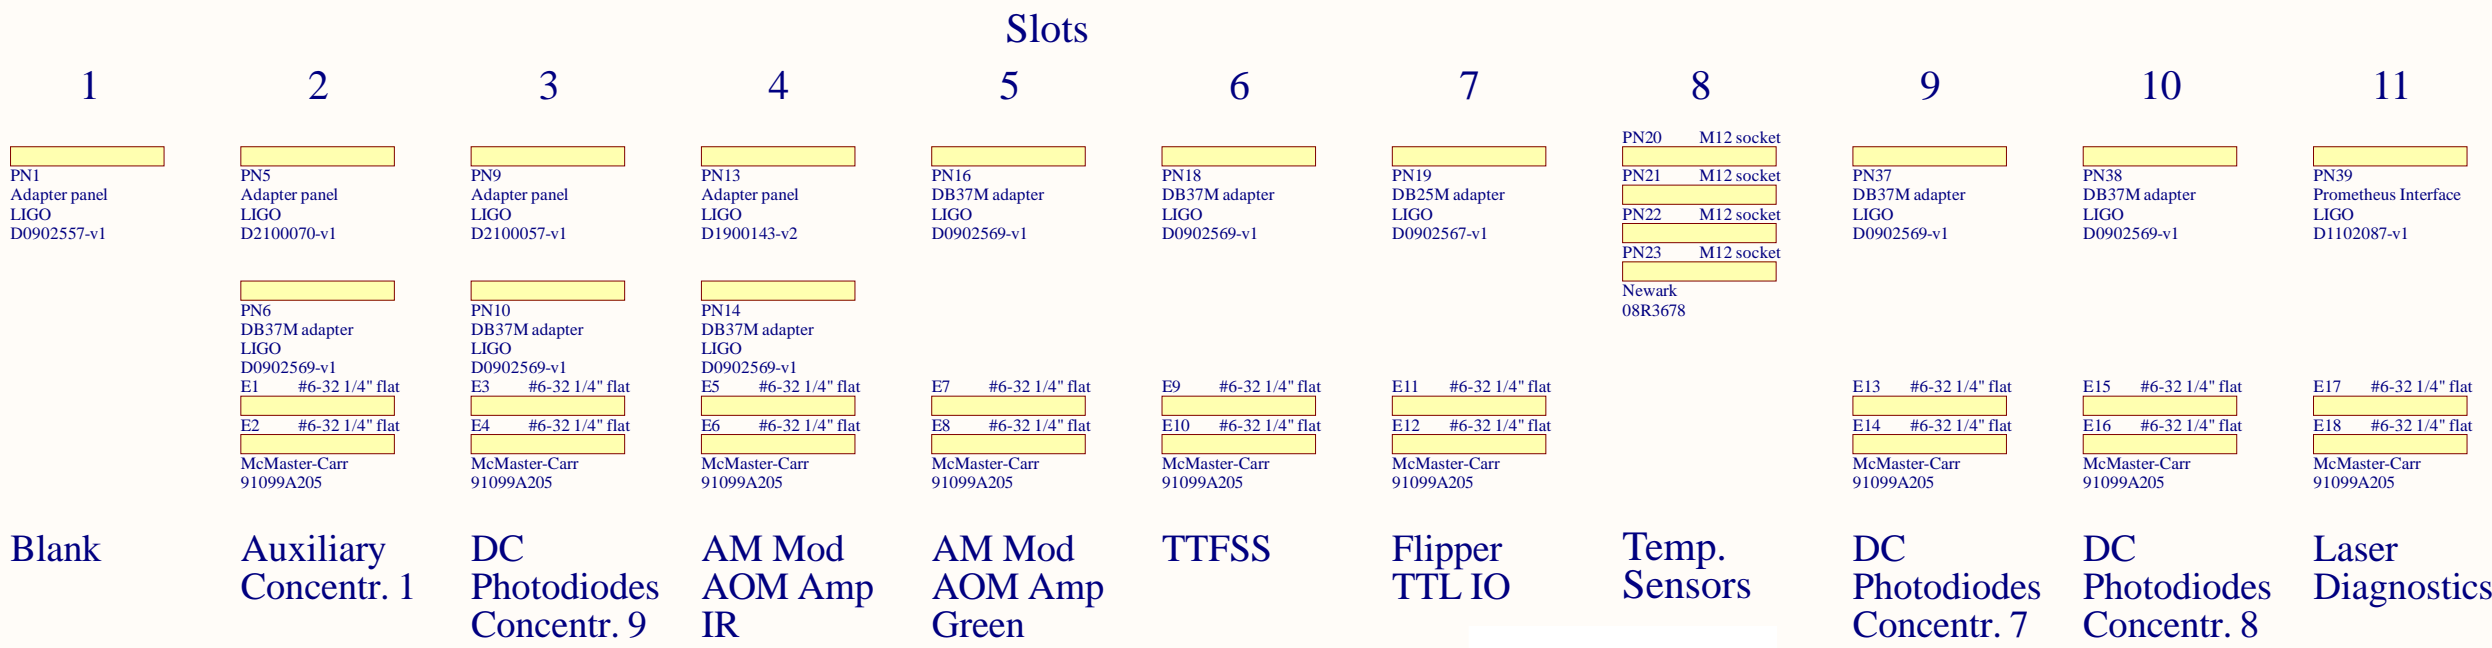 Slots
1 2 3 4 5 6 7 8 9 10 11
PN1
Adapter panel
LIGO
D0902557-v1
Blank
PN5
Adapter panel
LIGO
D2100070-v1
PN6
DB37M adapter
LIGO
D0902569-v1
E1 #6-32 1/4" flat
E2 #6-32 1/4" flat
McMaster-Carr
91099A205
Auxiliary
Concentr. 1
PN9
Adapter panel
LIGO
D2100057-v1
PN10
DB37M adapter
LIGO
D0902569-v1
E3 #6-32 1/4" flat
E4 #6-32 1/4" flat
McMaster-Carr
91099A205
DC
Photodiodes
Concentr. 9
PN13
Adapter panel
LIGO
D1900143-v2
PN14
DB37M adapter
LIGO
D0902569-v1
E5 #6-32 1/4" flat
E6 #6-32 1/4" flat
McMaster-Carr
91099A205
AM Mod
AOM Amp
IR
PN16
DB37M adapter
LIGO
D0902569-v1
E7 #6-32 1/4" flat
E8 #6-32 1/4" flat
McMaster-Carr
91099A205
AM Mod
AOM Amp
Green
PN18
DB37M adapter
LIGO
D0902569-v1
E9 #6-32 1/4" flat
E10 #6-32 1/4" flat
McMaster-Carr
91099A205
TTFSS
PN19
DB25M adapter
LIGO
D0902567-v1
E11 #6-32 1/4" flat
E12 #6-32 1/4" flat
McMaster-Carr
91099A205
Flipper
TTL IO
PN20 M12 socket
PN21 M12 socket
PN22 M12 socket
PN23 M12 socket
Newark
08R3678
Temp.
Sensors
PN37
DB37M adapter
LIGO
D0902569-v1
E13 #6-32 1/4" flat
E14 #6-32 1/4" flat
McMaster-Carr
91099A205
DC
Photodiodes
Concentr. 7
PN38
DB37M adapter
LIGO
D0902569-v1
E15 #6-32 1/4" flat
E16 #6-32 1/4" flat
McMaster-Carr
91099A205
DC
Photodiodes
Concentr. 8
PN39
Prometheus Interface
LIGO
D1102087-v1
E17 #6-32 1/4" flat
E18 #6-32 1/4" flat
McMaster-Carr
91099A205
Laser
Diagnostics